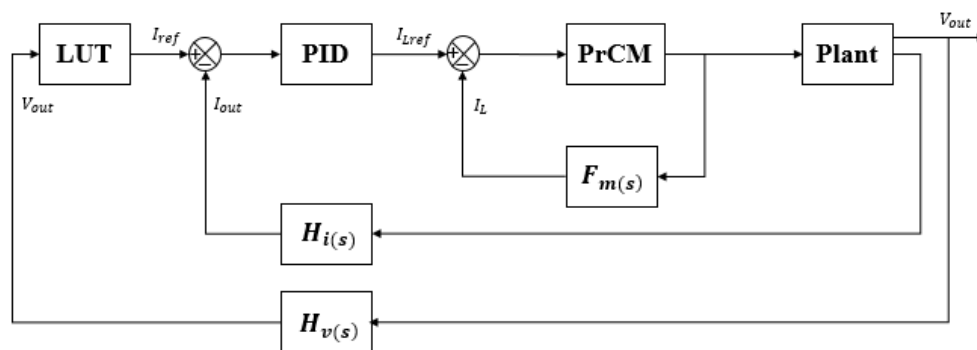 V_out
LUT
I_ref
+
−
PID
I_Lref
+
−
PrCM
Plant
V_out
I_out
I_L
F_m(s)
H_i(s)
H_v(s)